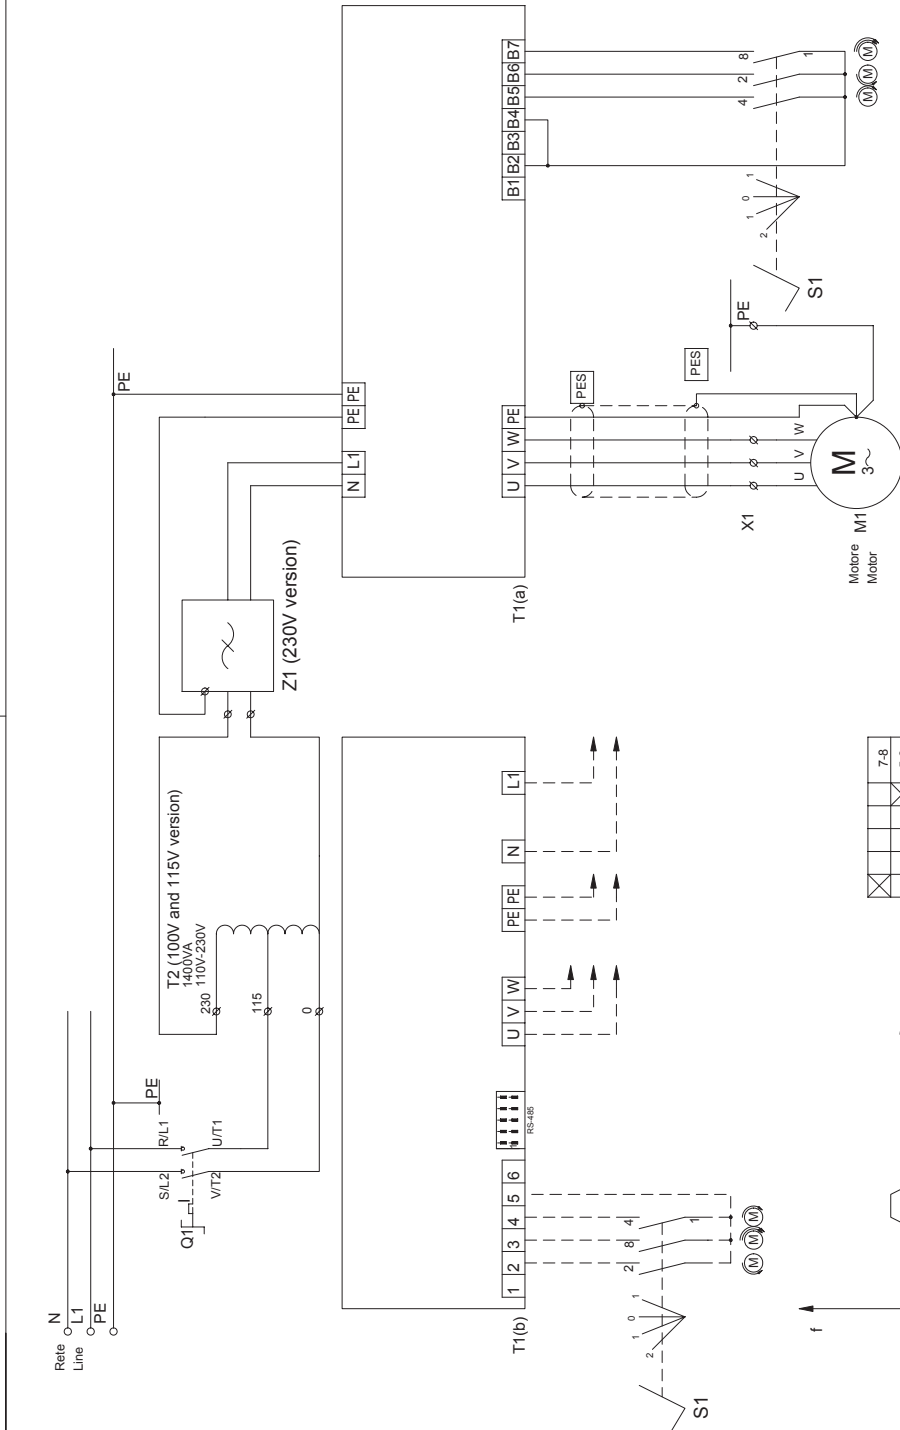 Rete
Line
N
L1
PE
Q1
S/L2
R/L1
V/T2
U/T1
PE
T2 (100V and 115V version)
1400VA
110V-230V
230
115
0
Z1 (230V version)
PE
N
L1
PE
PE
T1(a)
U
V
W
PE
B1
B2
B3
B4
B5
B6
B7
PES
PES
X1
U
V
W
PE
M
3~
M1
Motore
Motor
S1
2
1
0
1
4
2
8
1
M
M
M
T1(b)
1
2
3
4
5
6
1
RS-485
U
V
W
PE
PE
N
L1
S1
2
1
0
1
2
8
4
1
M
M
M
f
7-8